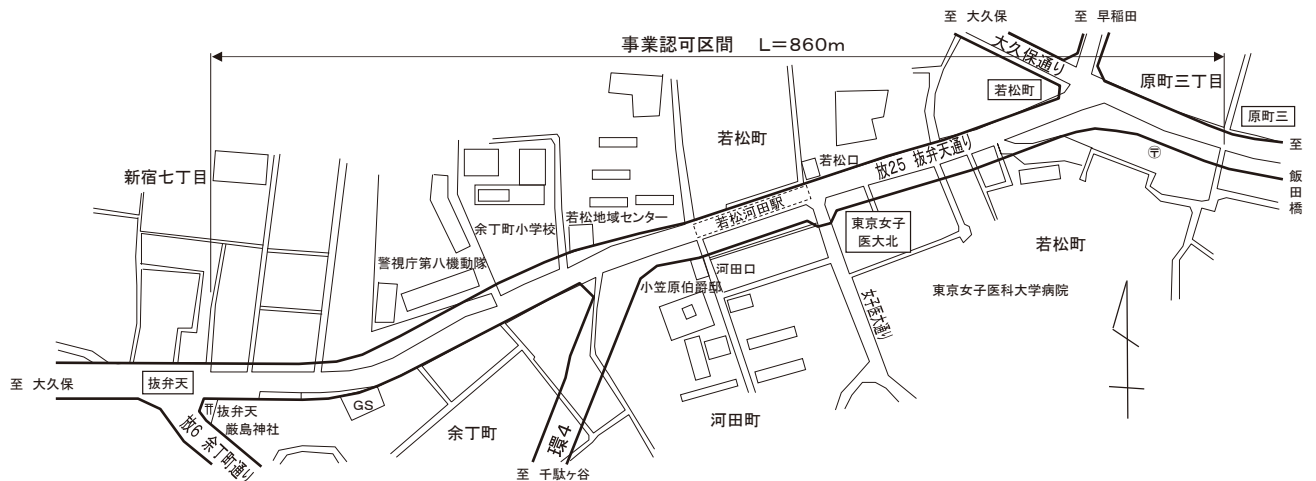 至 大久保
至 早稲田
事業認可区間 L＝860m
大久保通り
原町三丁目
若松町
原町三
若松町
若松口
放25 抜弁天通り
〒
至 飯田橋
新宿七丁目
余丁町小学校
若松地域センター
若松河田駅
東京女子
医大北
若松町
警視庁第八機動隊
小笠原伯爵邸
河田口
東京女子医科大学病院
女子医大通り
至 大久保
抜弁天
抜弁天
厳島神社
GS
放6 余丁町通り
余丁町
環4
河田町
至 千駄ヶ谷